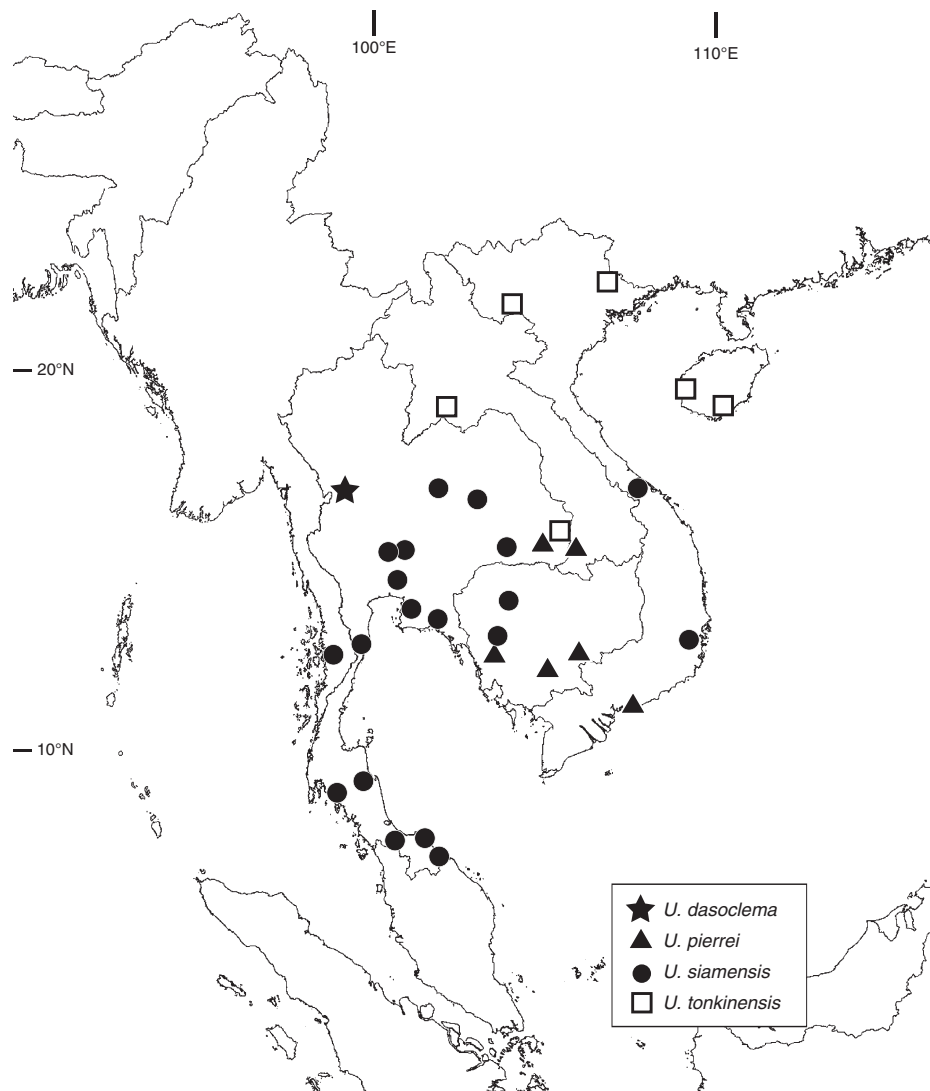 100°E
110°E
20°N
10°N
U. dasoclema
U. pierrei
U. siamensis
U. tonkinensis